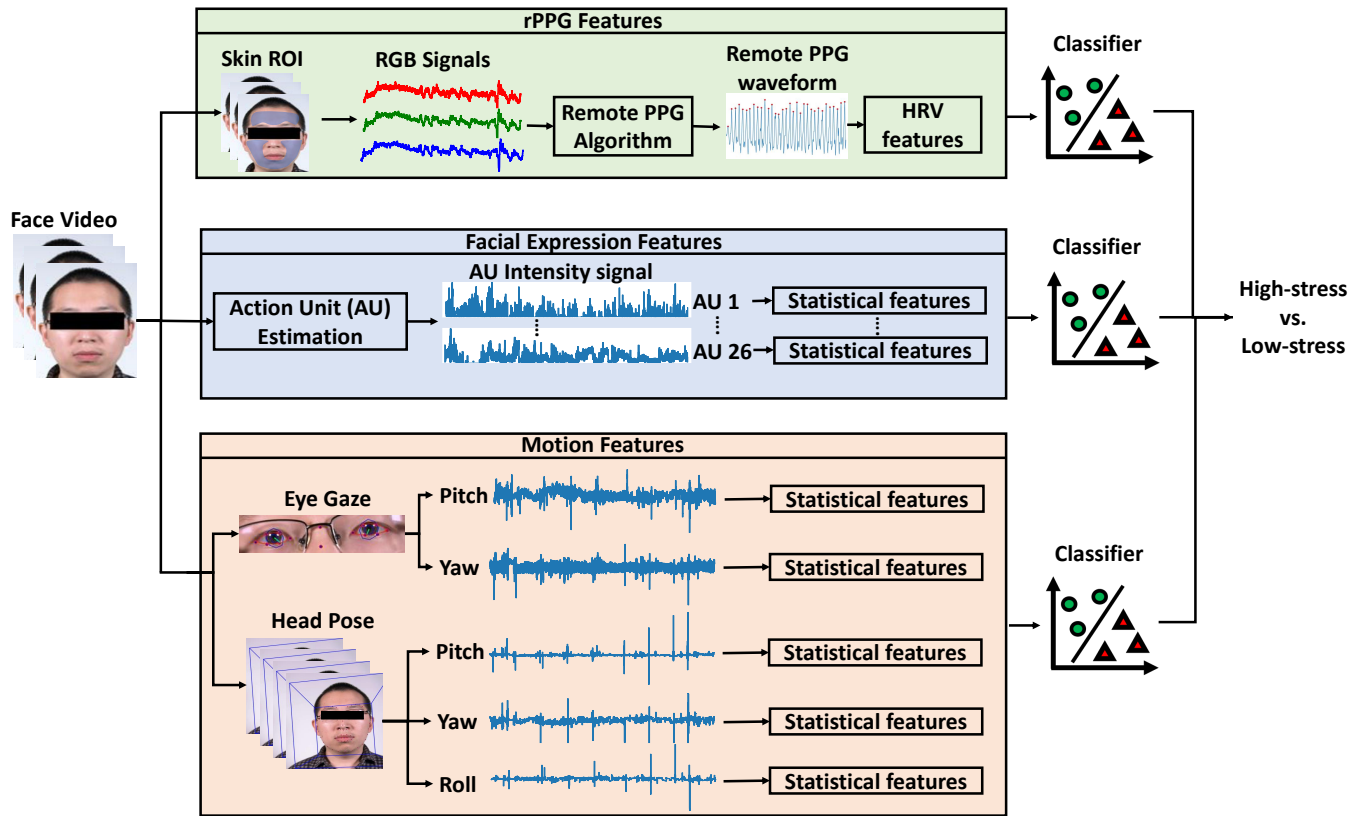 rPPG Features
Skin ROI
RGB Signals
Remote PPG
waveform
Remote PPG
Algorithm
HRV
features
Classifier
Face Video
Facial Expression Features
AU Intensity signal
Action Unit (AU)
Estimation
AU 1
Statistical features
AU 26
Statistical features
Classifier
High-stress
vs.
Low-stress
Motion Features
Eye Gaze
Pitch
Statistical features
Yaw
Statistical features
Head Pose
Pitch
Statistical features
Yaw
Statistical features
Roll
Statistical features
Classifier